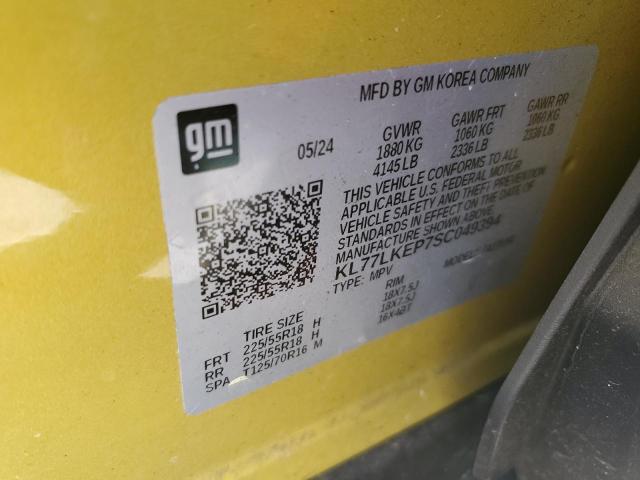 MFD BY GM KOREA COMPANY
gm
05/24
GVWR GAWR FRT GAWR RR
1880 KG 1060 KG 1060 KG
4145 LB 2336 LB 2336 LB
THIS VEHICLE CONFORMS TO ALL
APPLICABLE U.S. FEDERAL MOTOR
VEHICLE SAFETY AND THEFT PREVENTION
STANDARDS IN EFFECT ON THE DATE OF
MANUFACTURE SHOWN ABOVE.
KL77LKEP7SC049394
TYPE: MPV MODEL:
TIRE SIZE RIM
FRT 225/55R18 H 18X7.5J
RR 225/55R18 H 18X7.5J
SPA T125/70R16 M 16X4BT